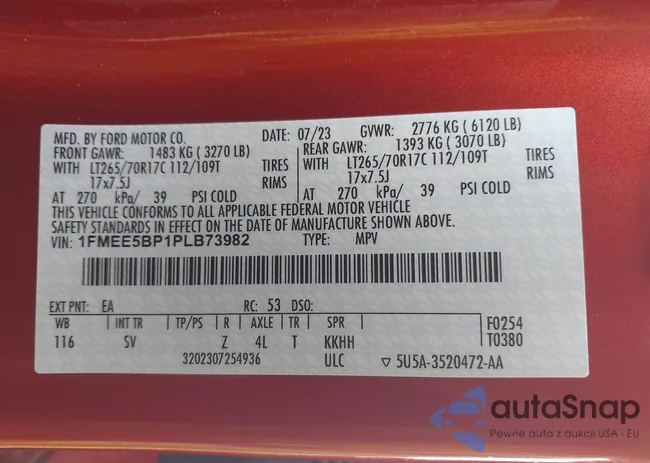 MFD. BY FORD MOTOR CO. DATE: 07/23 GVWR: 2776 KG ( 6120 LB)
FRONT GAWR: 1483 KG ( 3270 LB) REAR GAWR: 1393 KG ( 3070 LB)
WITH LT265/70R17C 112/109T TIRES WITH LT265/70R17C 112/109T TIRES
17x7.5J RIMS 17x7.5J RIMS
AT 270 kPa/ 39 PSI COLD AT 270 kPa/ 39 PSI COLD
THIS VEHICLE CONFORMS TO ALL APPLICABLE FEDERAL MOTOR VEHICLE
SAFETY STANDARDS IN EFFECT ON THE DATE OF MANUFACTURE SHOWN ABOVE.
VIN: 1FMEE5BP1PLB73982 TYPE: MPV
EXT PNT: EA RC: 53 DSO:
WB INT TR TP/PS R AXLE TR SPR F0254
116 SV Z 4L T KKHH T0380
3202307254936 ULC ▽ 5U5A-3520472-AA
autaSnap
Pewne auta z aukcji USA i EU